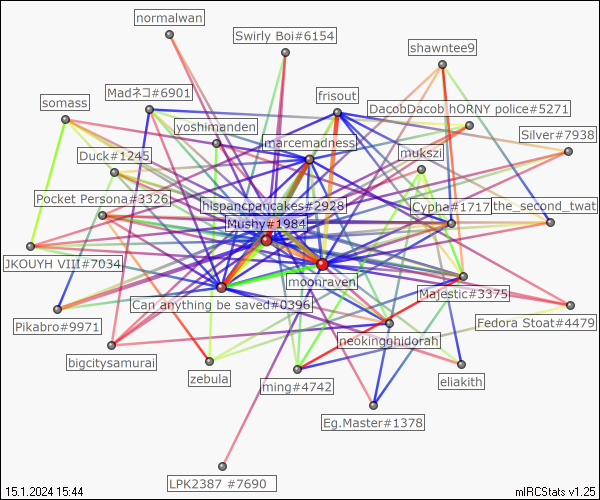 normalwan
Swirly Boi#6154
shawntee9
Madネコ#6901
frisout
somass
DacobDacob hORNY police#5271
yoshimanden
Silver#7938
marcemadness
mukszi
Duck#1245
Pocket Persona#3326
hispancpancakes#2928
Cypha#1717
the_second_twat
Mushy#1984
JKOUYH VIII#7034
moonraven
Majestic#3375
Can anything be saved#0396
Pikabro#9971
Fedora Stoat#4479
neokingghidorah
bigcitysamurai
zebula
ming#4742
eliakith
Eg.Master#1378
LPK2387 #7690
15.1.2024 15:44
mIRCStats v1.25